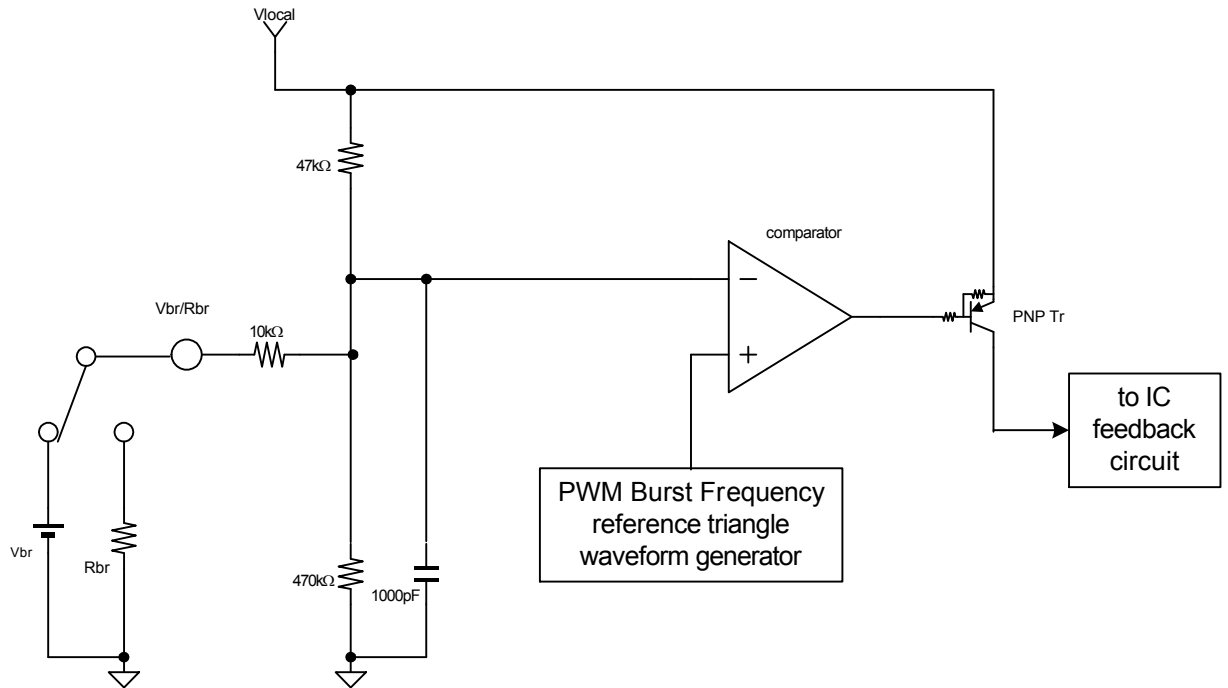 Vlocal
47kΩ
comparator
Vbr/Rbr
10kΩ
−
+
PNP Tr
to IC
feedback
circuit
PWM Burst Frequency
reference triangle
waveform generator
Vbr
Rbr
470kΩ
1000pF